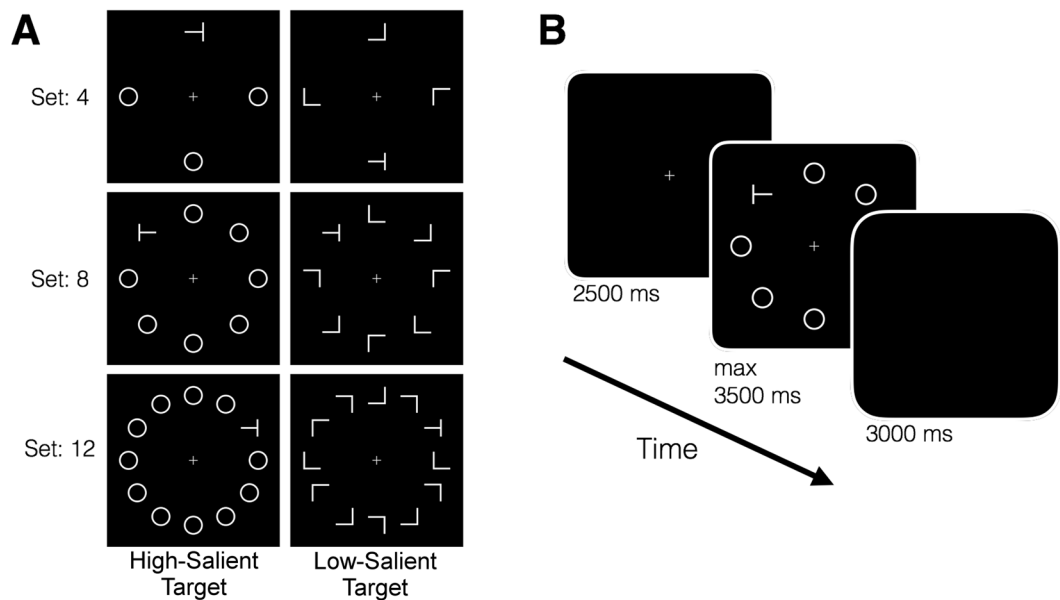 A
Set: 4
Set: 8
Set: 12
High-Salient
Target
Low-Salient
Target
B
2500 ms
max
3500 ms
3000 ms
Time